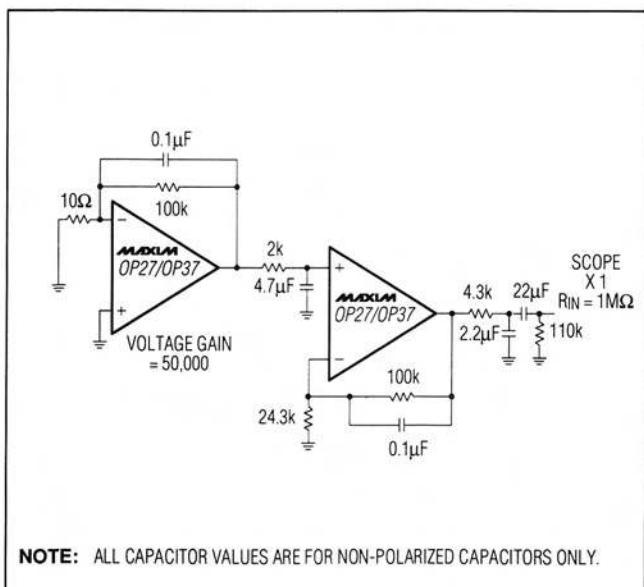 0.1µF
100k
10Ω
−
+
MAXIM
OP27/OP37
VOLTAGE GAIN
= 50,000
2k
4.7µF
+
−
MAXIM
OP27/OP37
4.3k
22µF
2.2µF
110k
SCOPE
X 1
RIN = 1MΩ
100k
24.3k
0.1µF
NOTE: ALL CAPACITOR VALUES ARE FOR NON-POLARIZED CAPACITORS ONLY.